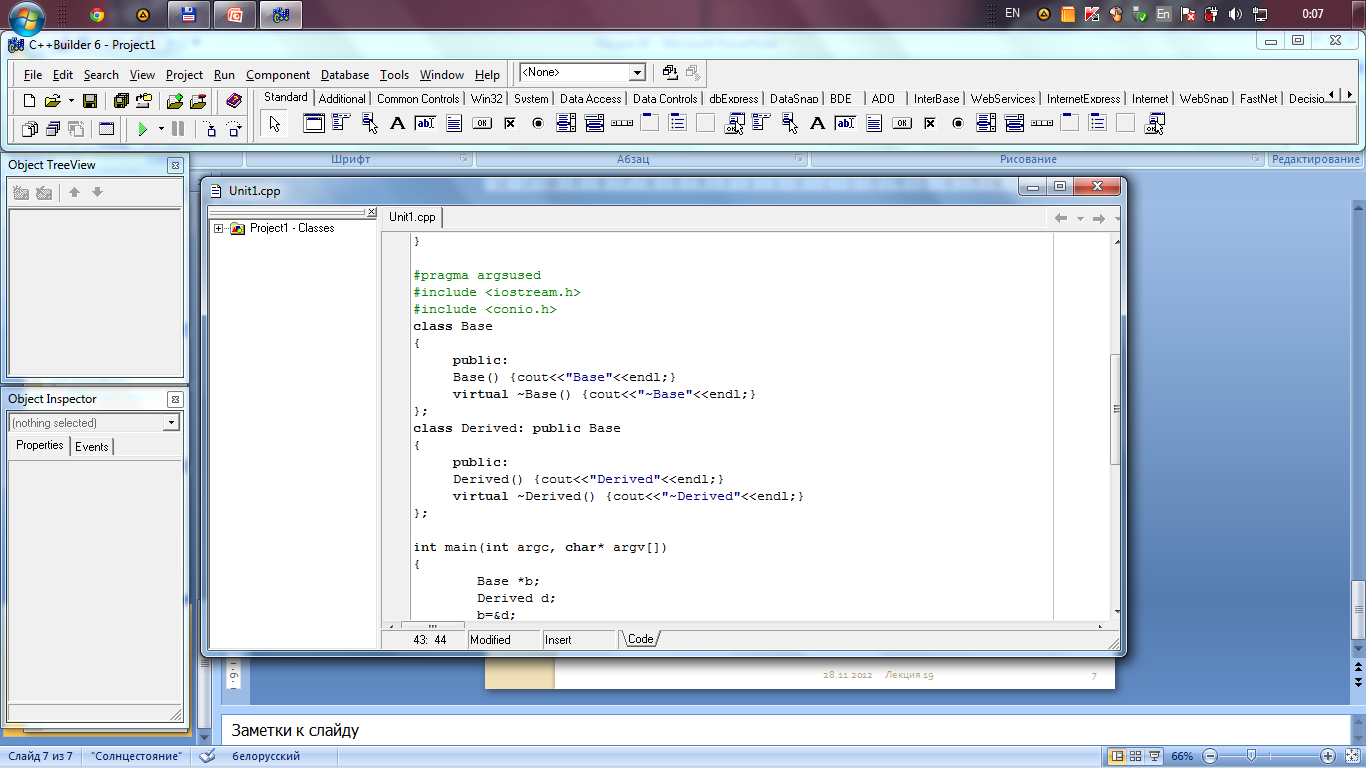 EN
En
0:07
C++Builder 6 - Project1
File Edit Search View Project Run Component Database Tools Window Help
<None>
Standard Additional Common Controls Win32 System Data Access Data Controls dbExpress DataSnap BDE ADO InterBase WebServices InternetExpress Internet WebSnap FastNet Decisio
Шрифт Абзац Рисование Редактирование
Object TreeView
Unit1.cpp
Project1 - Classes
Unit1.cpp
}
#pragma argsused
#include <iostream.h>
#include <conio.h>
class Base
{
public:
Base() {cout<<"Base"<<endl;}
virtual ~Base() {cout<<"~Base"<<endl;}
};
class Derived: public Base
{
public:
Derived() {cout<<"Derived"<<endl;}
virtual ~Derived() {cout<<"~Derived"<<endl;}
};
int main(int argc, char* argv[])
{
Base *b;
Derived d;
b=&d;
43: 44 Modified Insert Code
Object Inspector
(nothing selected)
Properties Events
28.11.2012 Лекция 19 7
Заметки к слайду
Слайд 7 из 7 "Солнцестояние" белорусский 66%